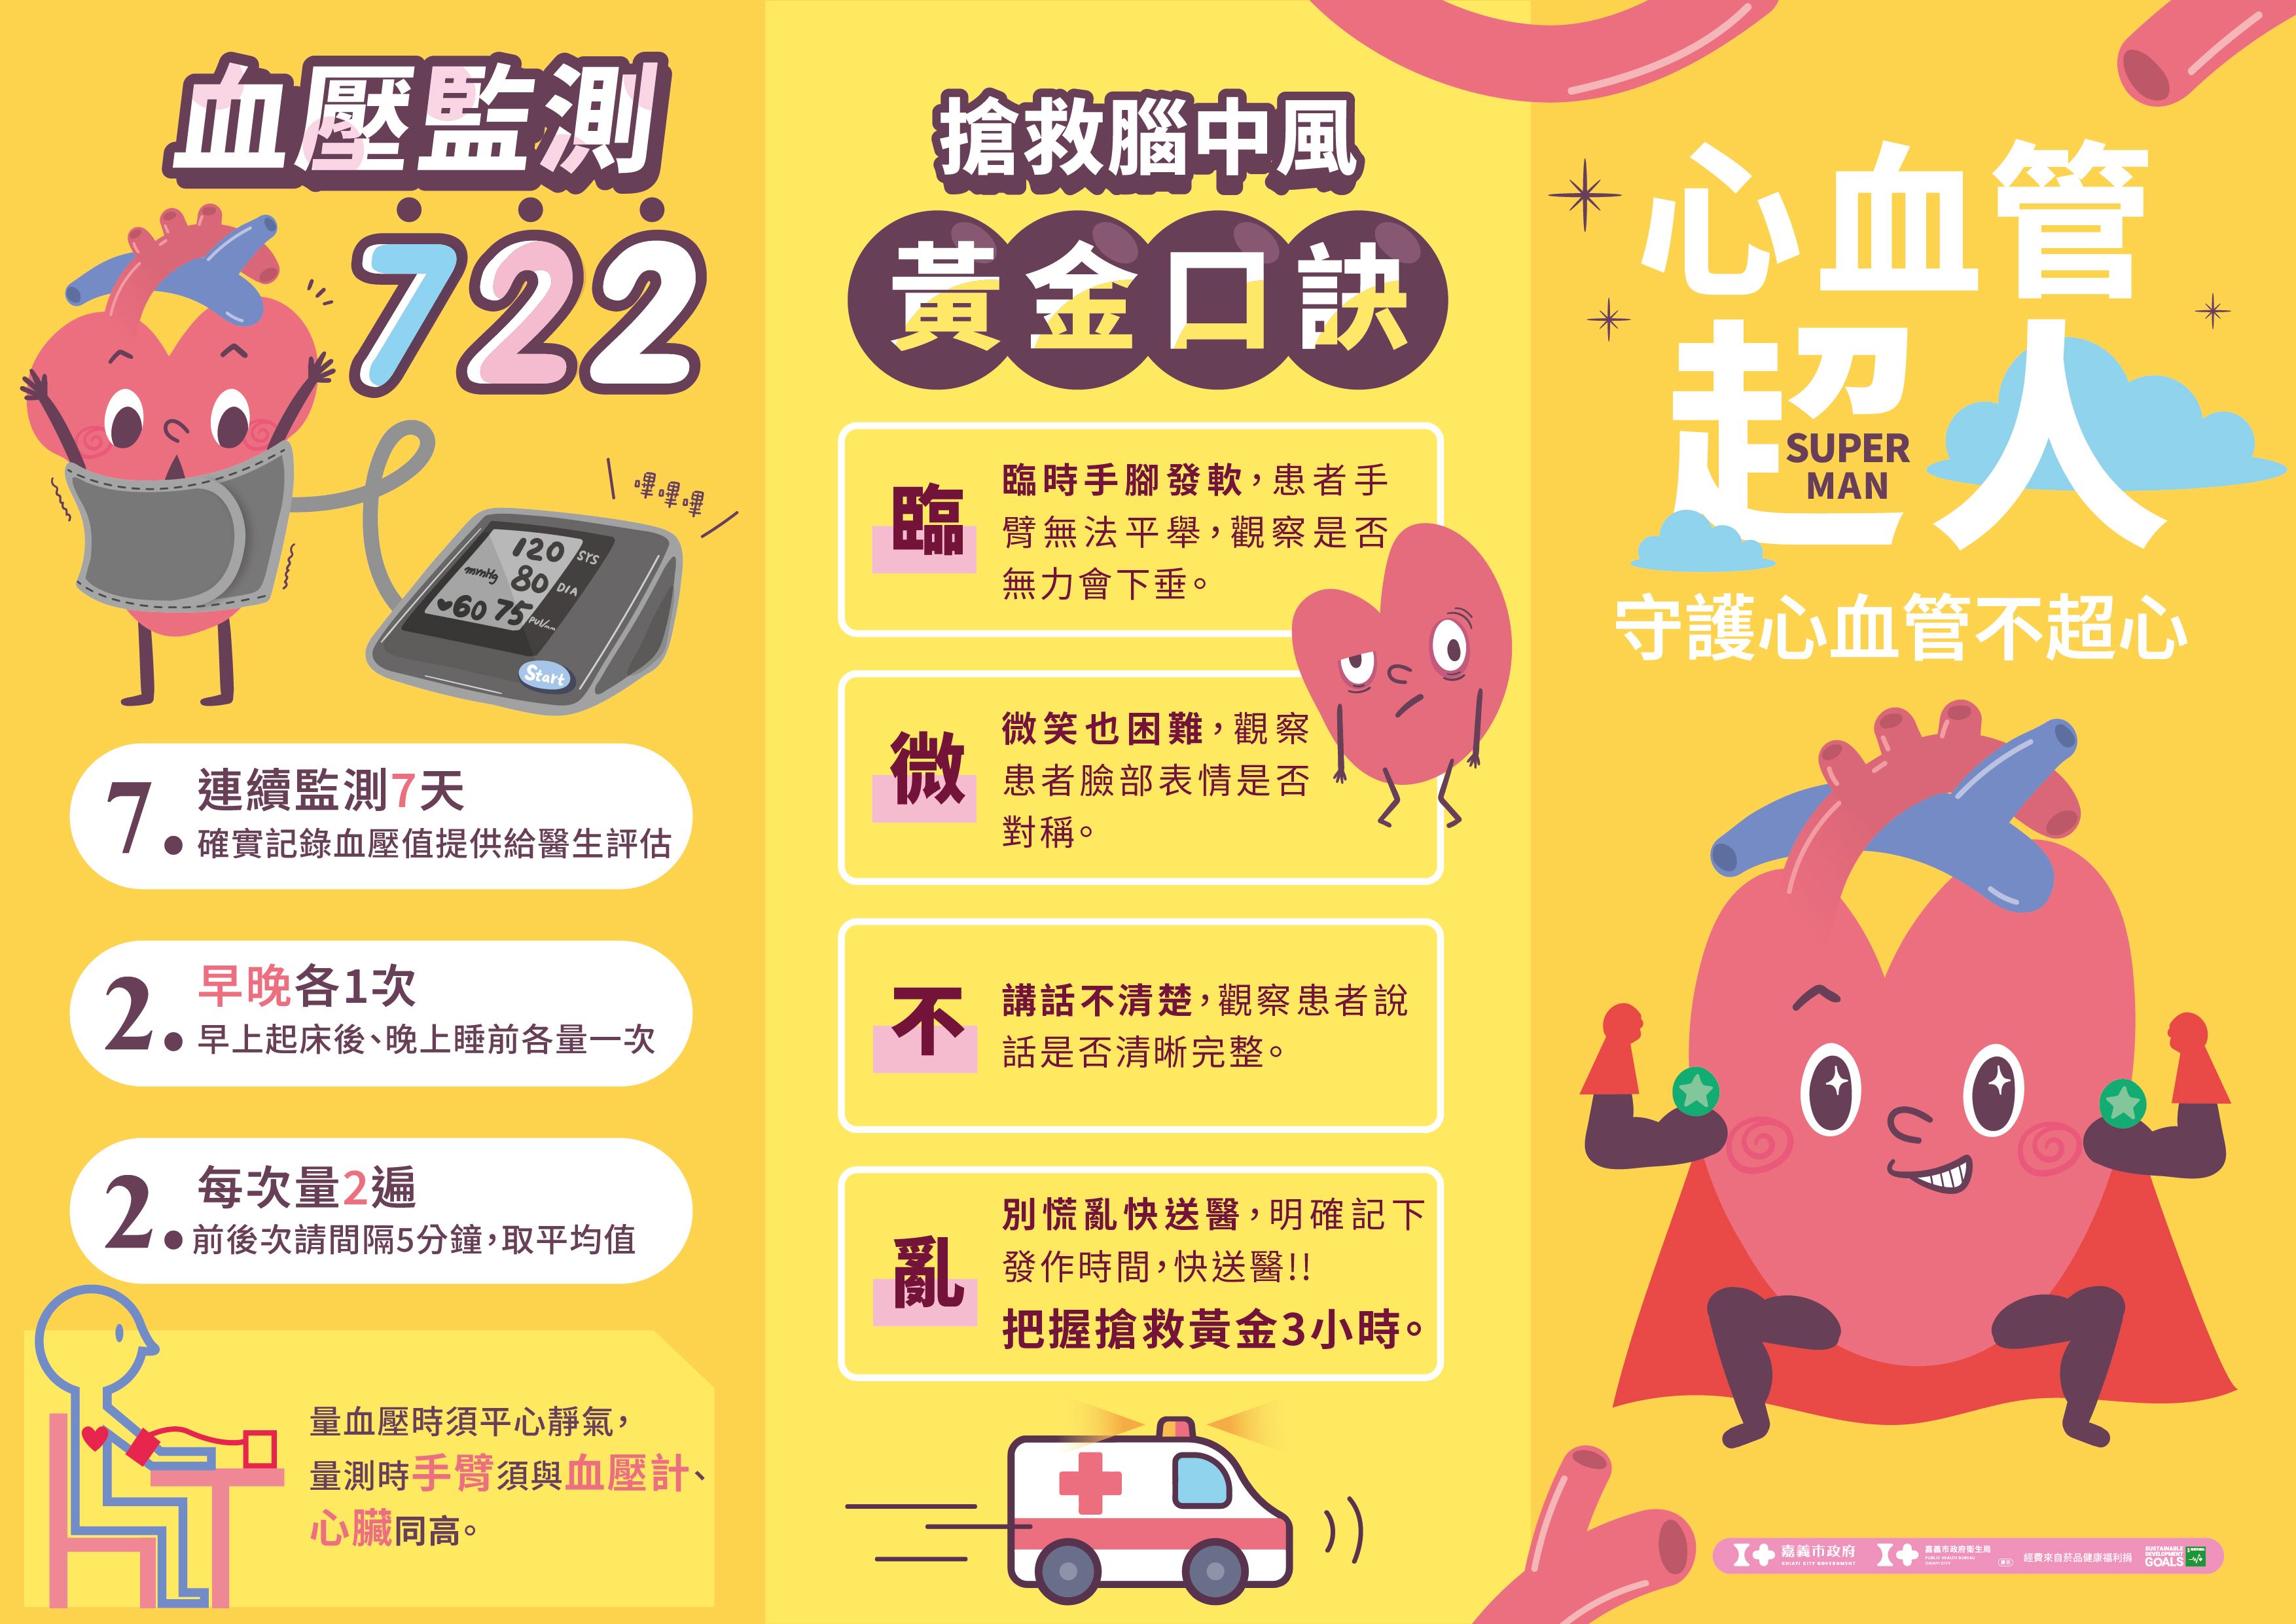 血壓監測
722
嗶嗶嗶
120 SYS
mmHg 80 DIA
60 75
Start
7.
連續監測7天
確實記錄血壓值提供給醫生評估
2.
早晚各1次
早上起床後、晚上睡前各量一次
2.
每次量2遍
前後次請間隔5分鐘，取平均值
量血壓時須平心靜氣，
量測時手臂須與血壓計、
心臟同高。
搶救腦中風
黃金口訣
臨
臨時手腳發軟，患者手
臂無法平舉，觀察是否
無力會下垂。
微
微笑也困難，觀察
患者臉部表情是否
對稱。
不
講話不清楚，觀察患者說
話是否清晰完整。
亂
別慌亂快送醫，明確記下
發作時間，快送醫!!
把握搶救黃金3小時。
心血管
超人
SUPER
MAN
守護心血管不超心
嘉義市政府
CHIAYI CITY GOVERNMENT
嘉義市政府衛生局
PUBLIC HEALTH BUREAU
CHIAYI CITY
經費來自菸品健康福利捐
SUSTAINABLE
DEVELOPMENT
GOALS